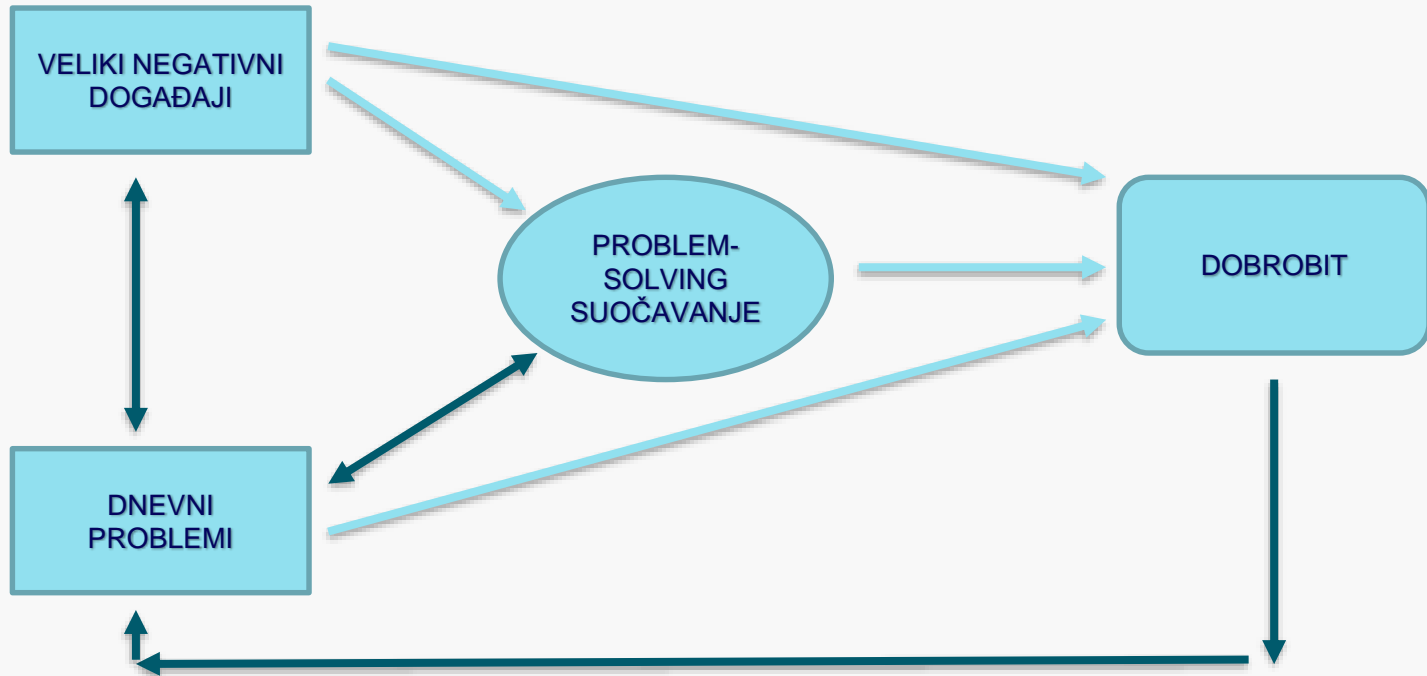 VELIKI NEGATIVNI
DOGAĐAJI
PROBLEM-
SOLVING
SUOČAVANJE
DOBROBIT
DNEVNI
PROBLEMI